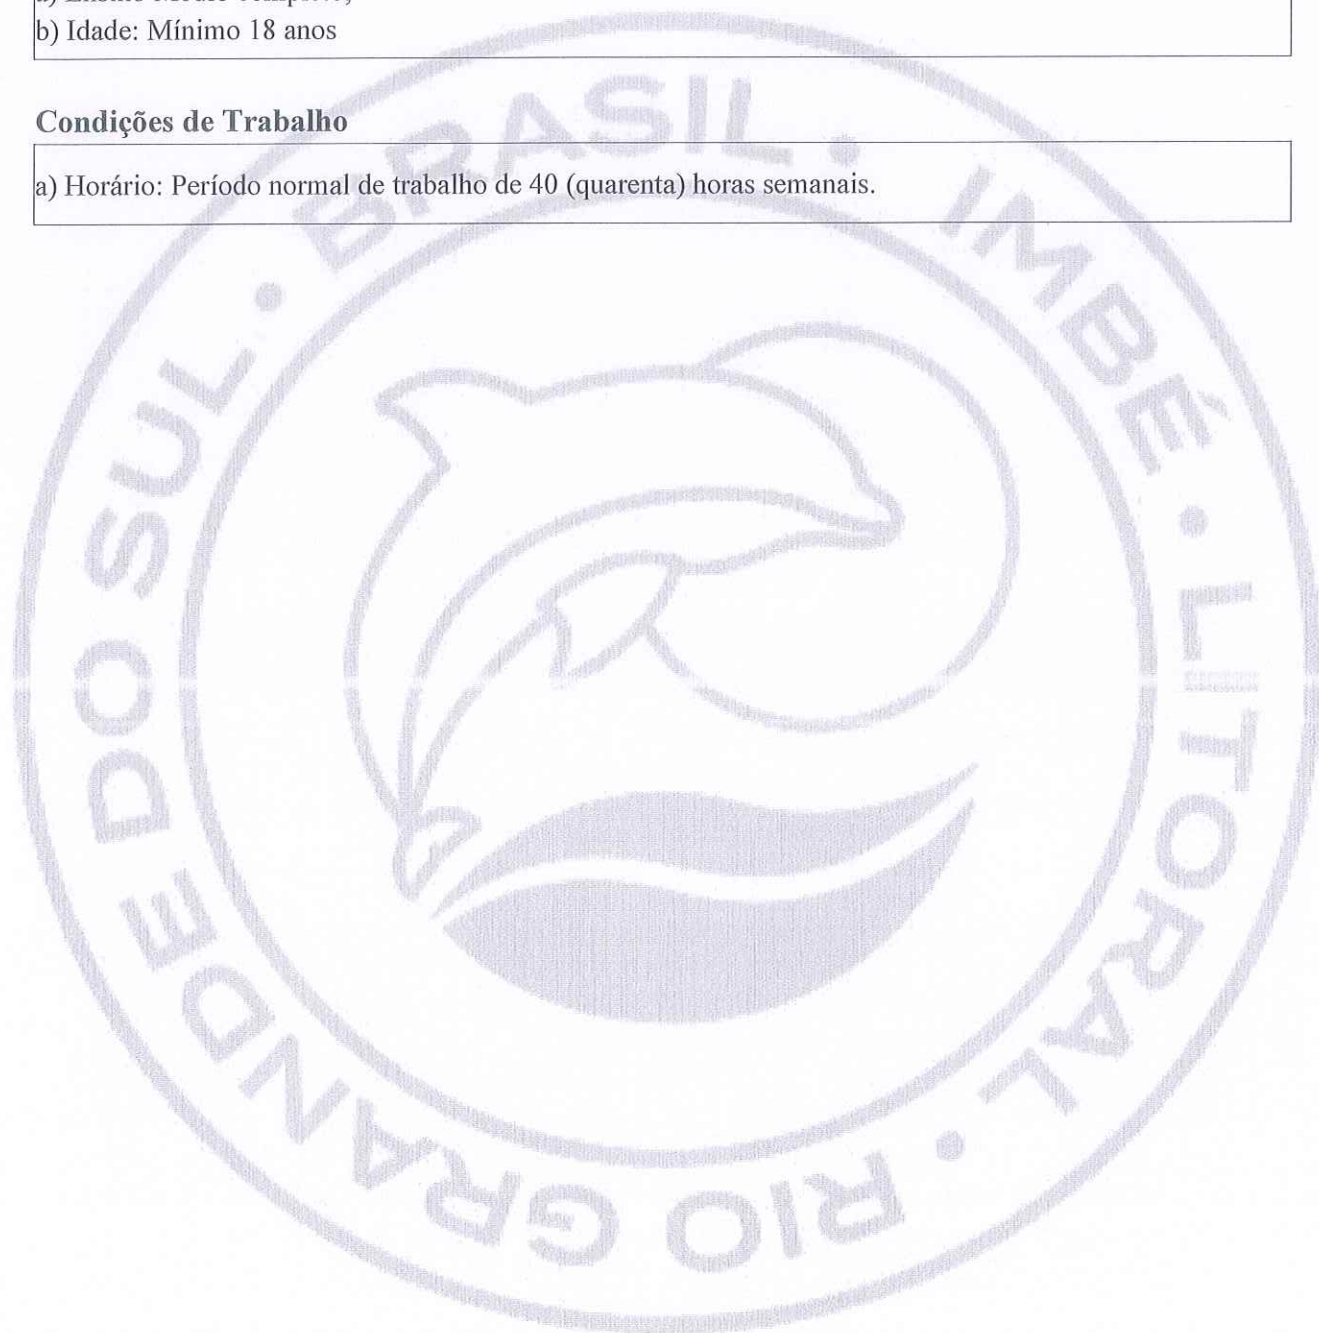 b) Idade: Mínimo 18 anos
Condições de Trabalho
a) Horário: Período normal de trabalho de 40 (quarenta) horas semanais.
BRASIL • IMBÉ • LITORAL • RIO GRANDE DO SUL •